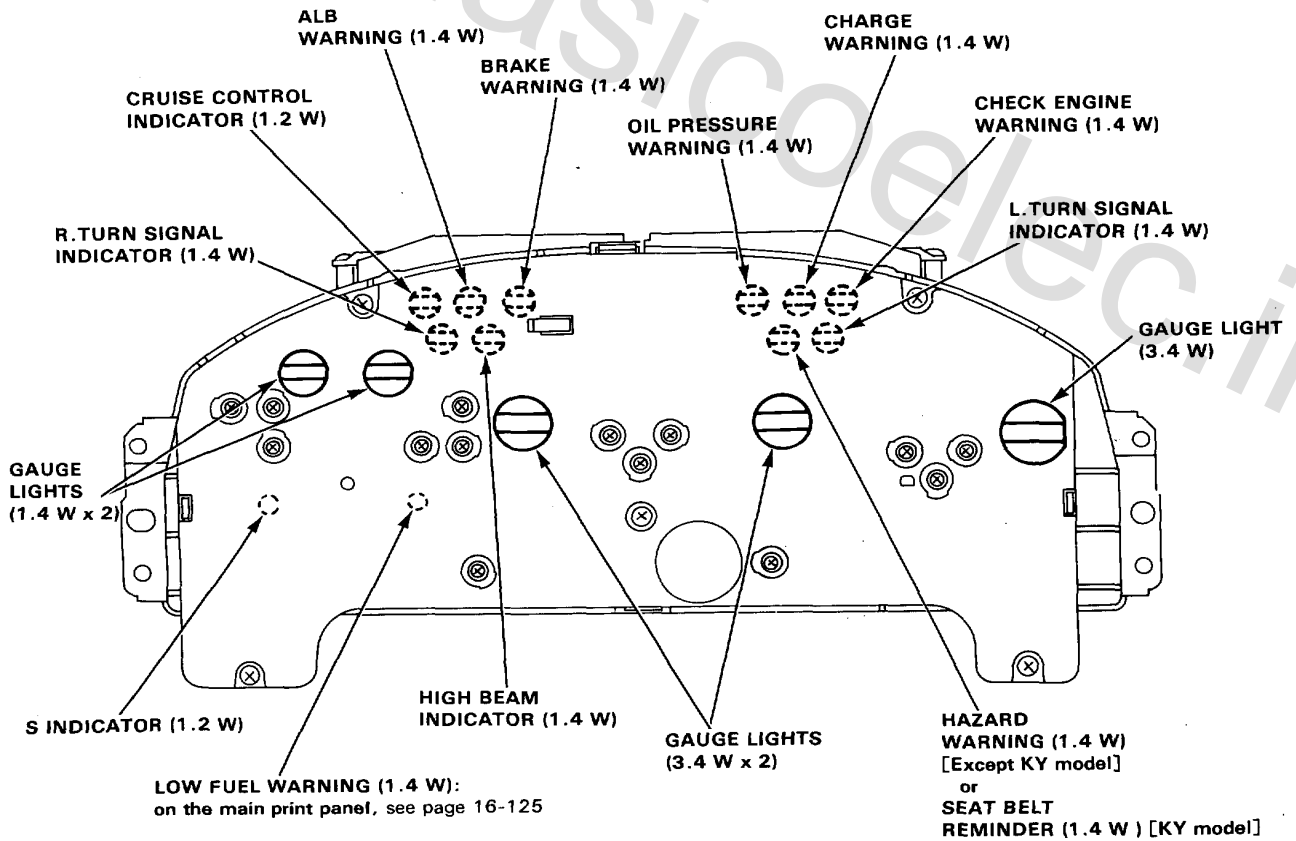 ALB
WARNING (1.4 W)
CHARGE
WARNING (1.4 W)
BRAKE
WARNING (1.4 W)
CRUISE CONTROL
INDICATOR (1.2 W)
CHECK ENGINE
WARNING (1.4 W)
OIL PRESSURE
WARNING (1.4 W)
L.TURN SIGNAL
INDICATOR (1.4 W)
R.TURN SIGNAL
INDICATOR (1.4 W)
GAUGE LIGHT
(3.4 W)
GAUGE
LIGHTS
(1.4 W x 2)
S INDICATOR (1.2 W)
HIGH BEAM
INDICATOR (1.4 W)
GAUGE LIGHTS
(3.4 W x 2)
HAZARD
WARNING (1.4 W)
[Except KY model]
or
SEAT BELT
REMINDER (1.4 W ) [KY model]
LOW FUEL WARNING (1.4 W):
on the main print panel, see page 16-125